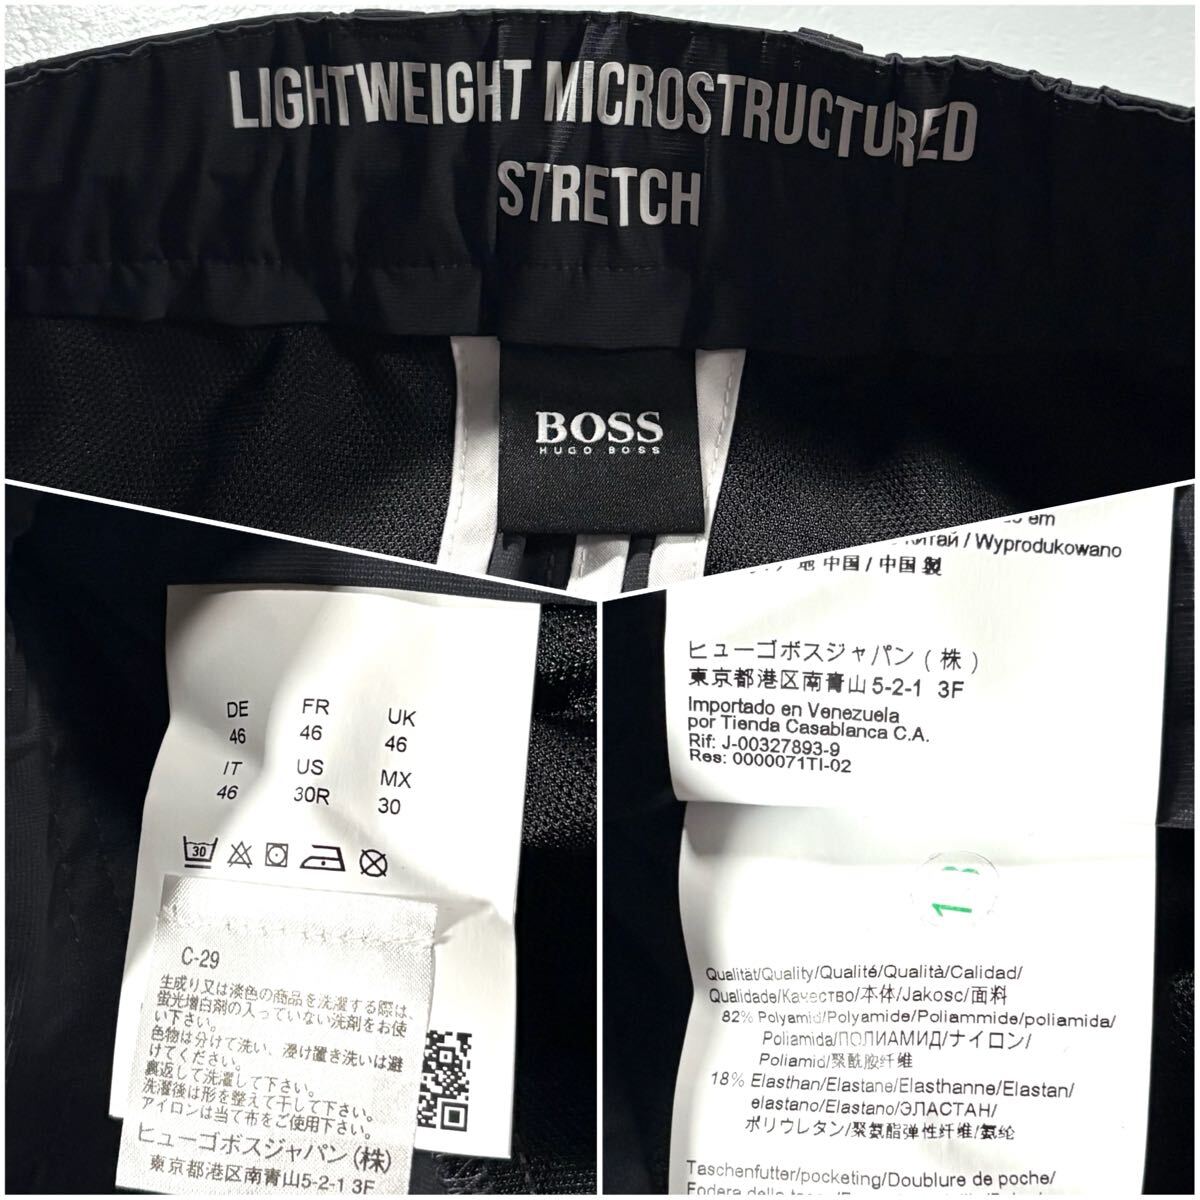 LIGHTWEIGHT MICROSTRUCTURED
STRETCH
BOSS
HUGO BOSS
DE
46
FR
46
UK
46
IT
46
US
30R
MX
30
30
C-29
生成り又は淡色の商品を洗濯する際は、
蛍光増白剤の入っていない洗剤をお使
い下さい。
色物は分けて洗い、浸け置き洗いは避
けてください。
裏返して洗濯して下さい。
洗濯後は形を整えて干して下さい。
アイロンは当て布をご使用下さい。
ヒューゴボスジャパン(株)
東京都港区南青山5-2-1 3F
em
Китай / Wyprodukowano
地 中国 / 中国 製
ヒューゴボスジャパン ( 株 )
東京都港区南青山 5-2-1 3F
Importado en Venezuela
por Tienda Casablanca C.A.
Rif: J-00327893-9
Res: 0000071TI-02
Qualität/Quality/Qualité/Qualità/Calidad/
Qualidade/Качество/本体/Jakosc/面料
82% Polyamid/Polyamide/Poliammide/poliamida/
Poliamida/ПОЛИАМИД/ナイロン/
Poliamid/聚酰胺纤维
18% Elasthan/Elastane/Elasthanne/Elastan/
elastano/Elastano/ЭЛАСТАН/
ポリウレタン/聚氨酯弹性纤维/氨纶
Taschenfutter/pocketing/Doublure de poche/